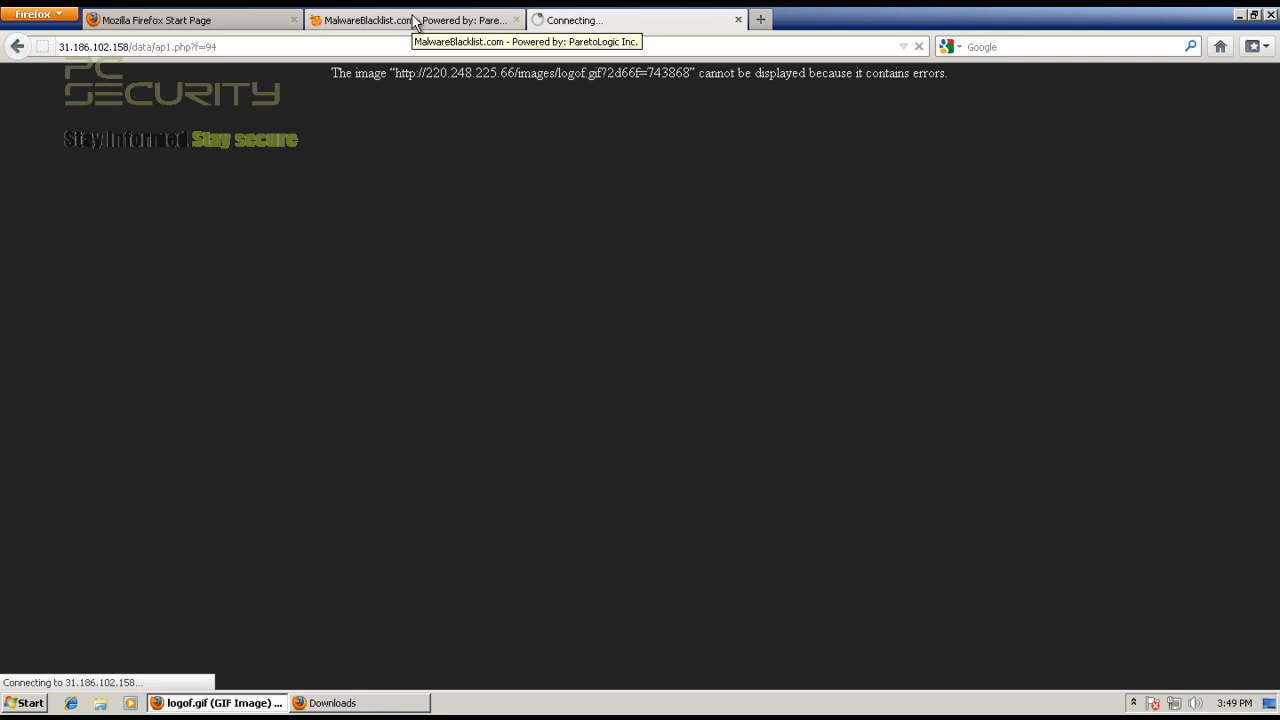 Firefox
Mozilla Firefox Start Page
MalwareBlacklist.com - Powered by: Pare...
Connecting...
MalwareBlacklist.com - Powered by: ParetoLogic Inc.
31.186.102.158/data/ap1.php?f=94
Google
The image “http://220.248.225.66/images/logof.gif?2d66f=743868” cannot be displayed because it contains errors.
PC
SECURITY
Stay Informed Stay secure
Connecting to 31.186.102.158...
Start
logof.gif (GIF Image) ...
Downloads
3:49 PM